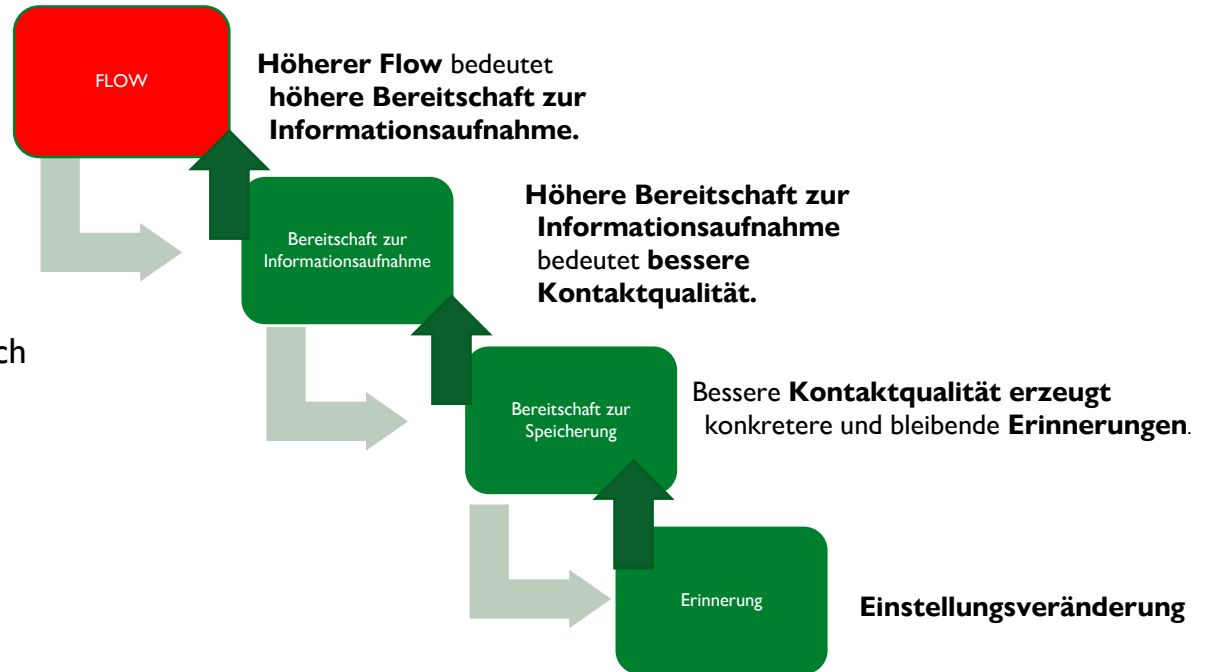 FLOW
Höherer Flow bedeutet
höhere Bereitschaft zur
Informationsaufnahme.
Bereitschaft zur
Informationsaufnahme
Höhere Bereitschaft zur
Informationsaufnahme
bedeutet bessere
Kontaktqualität.
ch
Bereitschaft zur
Speicherung
Bessere Kontaktqualität erzeugt
konkretere und bleibende Erinnerungen.
Erinnerung
Einstellungsveränderung